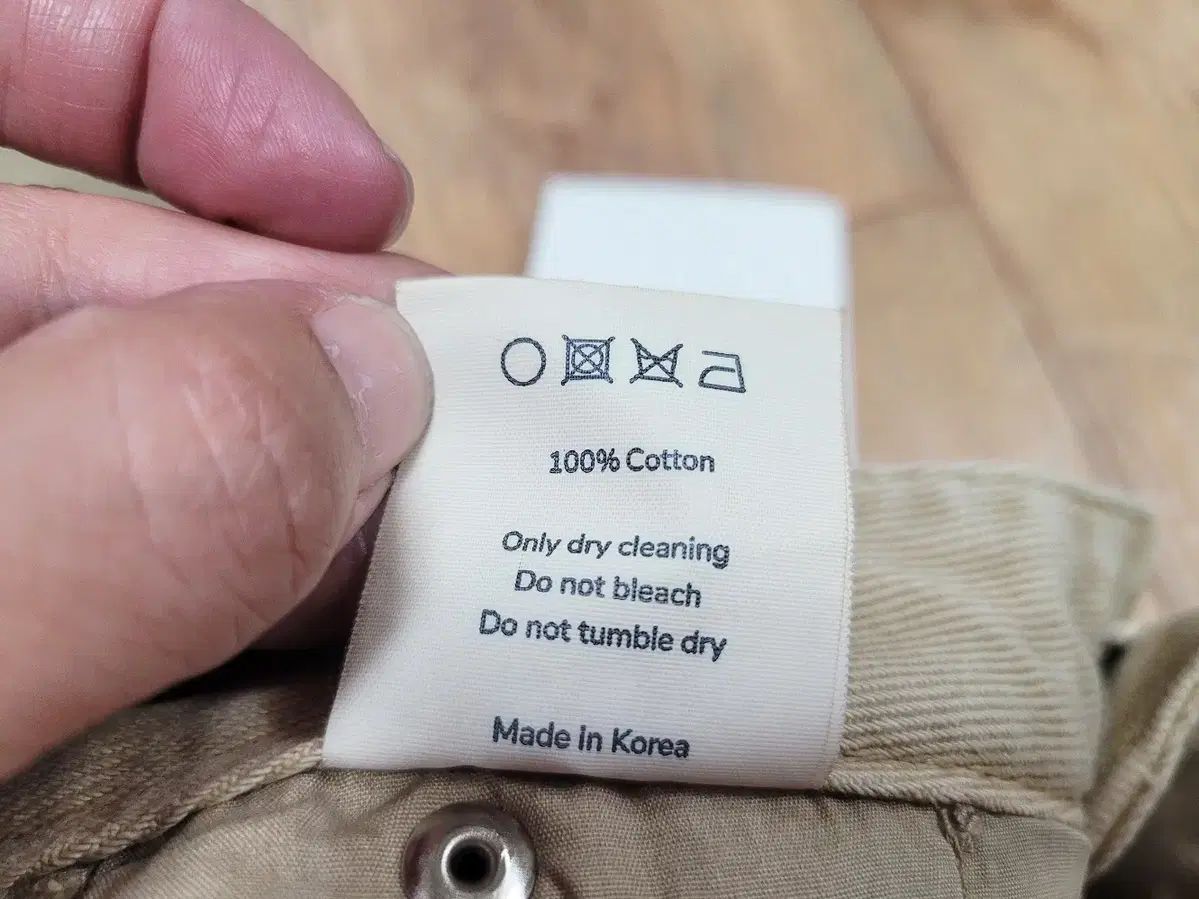 100% Cotton
Only dry cleaning
Do not bleach
Do not tumble dry
Made in Korea